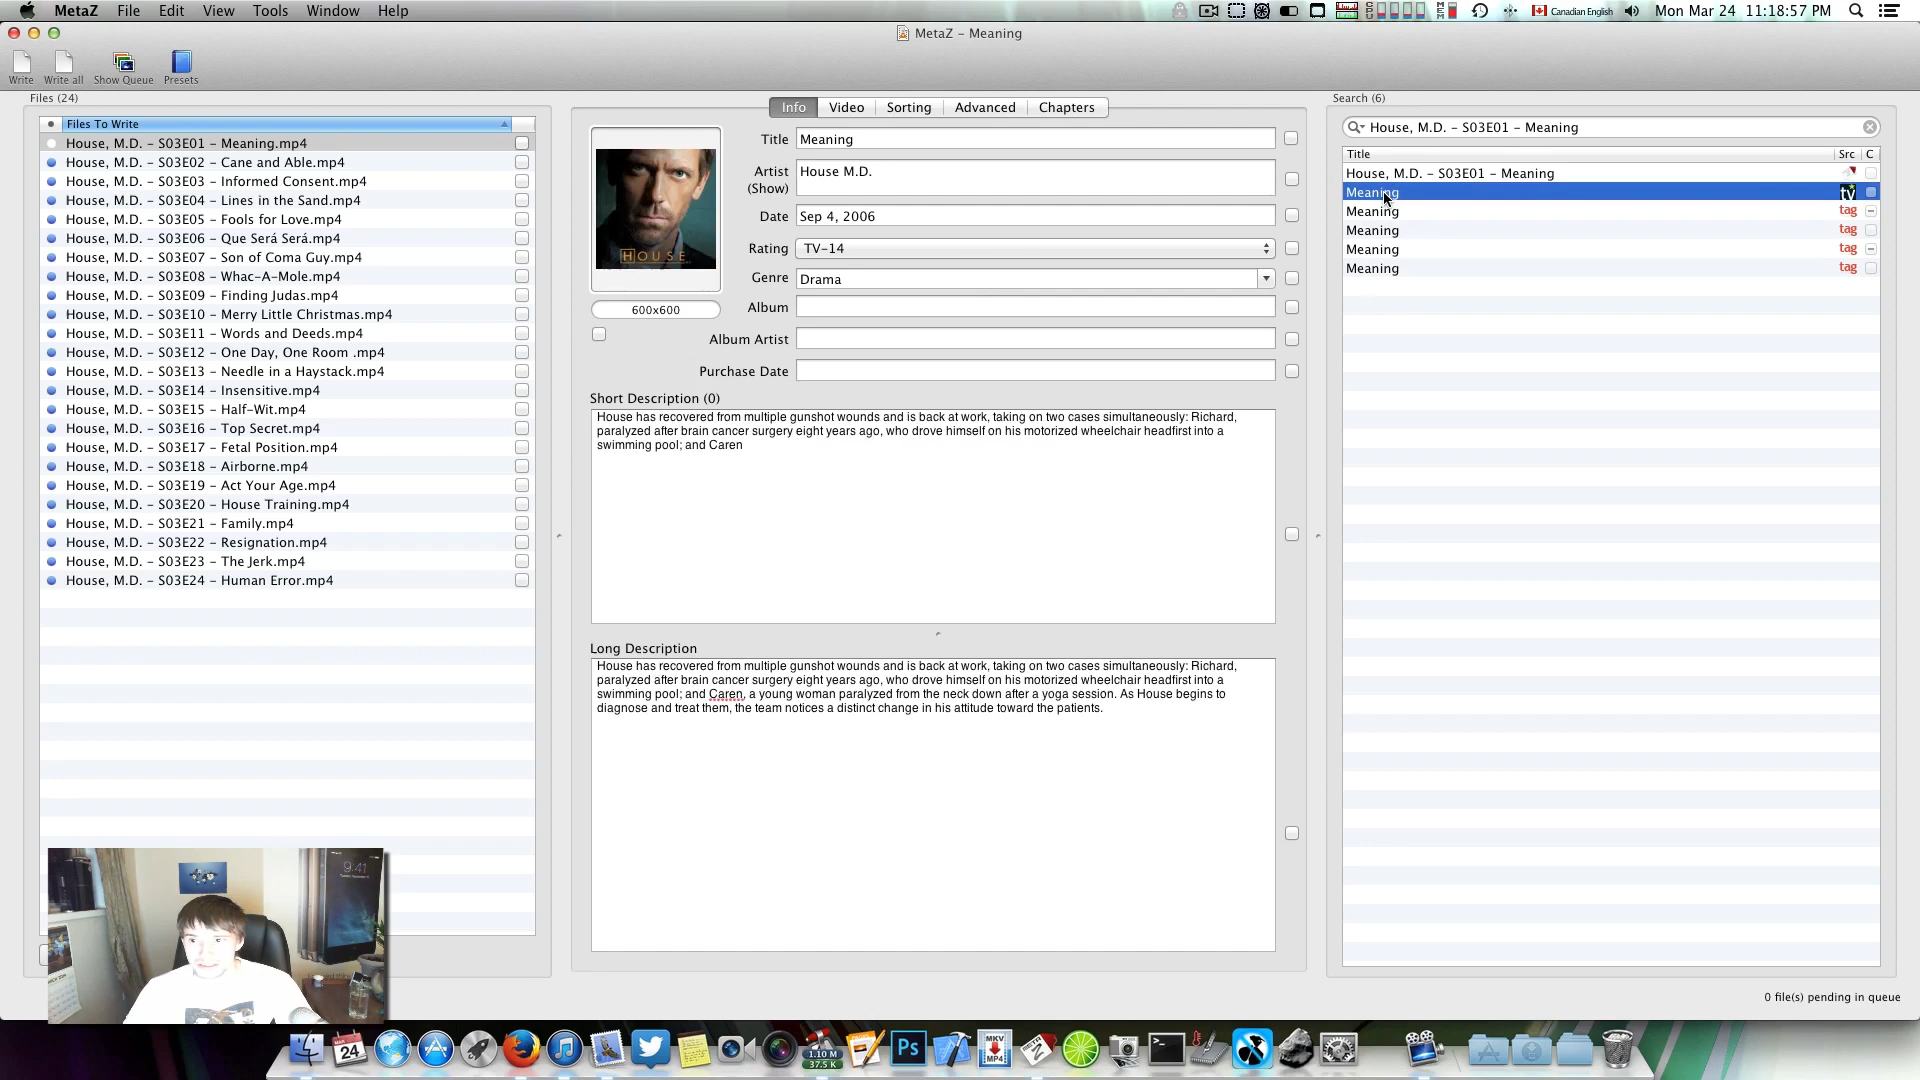 MetaZ File Edit View Tools Window Help
Canadian English Mon Mar 24 11:18:57 PM
MetaZ – Meaning
Write Write all Show Queue Presets
Files (24)
Files To Write
House, M.D. – S03E01 – Meaning.mp4
House, M.D. – S03E02 – Cane and Able.mp4
House, M.D. – S03E03 – Informed Consent.mp4
House, M.D. – S03E04 – Lines in the Sand.mp4
House, M.D. – S03E05 – Fools for Love.mp4
House, M.D. – S03E06 – Que Será Será.mp4
House, M.D. – S03E07 – Son of Coma Guy.mp4
House, M.D. – S03E08 – Whac-A-Mole.mp4
House, M.D. – S03E09 – Finding Judas.mp4
House, M.D. – S03E10 – Merry Little Christmas.mp4
House, M.D. – S03E11 – Words and Deeds.mp4
House, M.D. – S03E12 – One Day, One Room .mp4
House, M.D. – S03E13 – Needle in a Haystack.mp4
House, M.D. – S03E14 – Insensitive.mp4
House, M.D. – S03E15 – Half-Wit.mp4
House, M.D. – S03E16 – Top Secret.mp4
House, M.D. – S03E17 – Fetal Position.mp4
House, M.D. – S03E18 – Airborne.mp4
House, M.D. – S03E19 – Act Your Age.mp4
House, M.D. – S03E20 – House Training.mp4
House, M.D. – S03E21 – Family.mp4
House, M.D. – S03E22 – Resignation.mp4
House, M.D. – S03E23 – The Jerk.mp4
House, M.D. – S03E24 – Human Error.mp4
9:41
Info Video Sorting Advanced Chapters
HOUSE
600x600
Title Meaning
Artist (Show) House M.D.
Date Sep 4, 2006
Rating TV-14
Genre Drama
Album
Album Artist
Purchase Date
Short Description (0)
House has recovered from multiple gunshot wounds and is back at work, taking on two cases simultaneously: Richard,
paralyzed after brain cancer surgery eight years ago, who drove himself on his motorized wheelchair headfirst into a
swimming pool; and Caren
Long Description
House has recovered from multiple gunshot wounds and is back at work, taking on two cases simultaneously: Richard,
paralyzed after brain cancer surgery eight years ago, who drove himself on his motorized wheelchair headfirst into a
swimming pool; and Caren, a young woman paralyzed from the neck down after a yoga session. As House begins to
diagnose and treat them, the team notices a distinct change in his attitude toward the patients.
Search (6)
House, M.D. – S03E01 – Meaning
Title Src C
House, M.D. – S03E01 – Meaning
Meaning tv
Meaning tag
Meaning tag
Meaning tag
Meaning tag
0 file(s) pending in queue
MAR 24
1.10 M
37.5 K
Ps
MKV
MP4